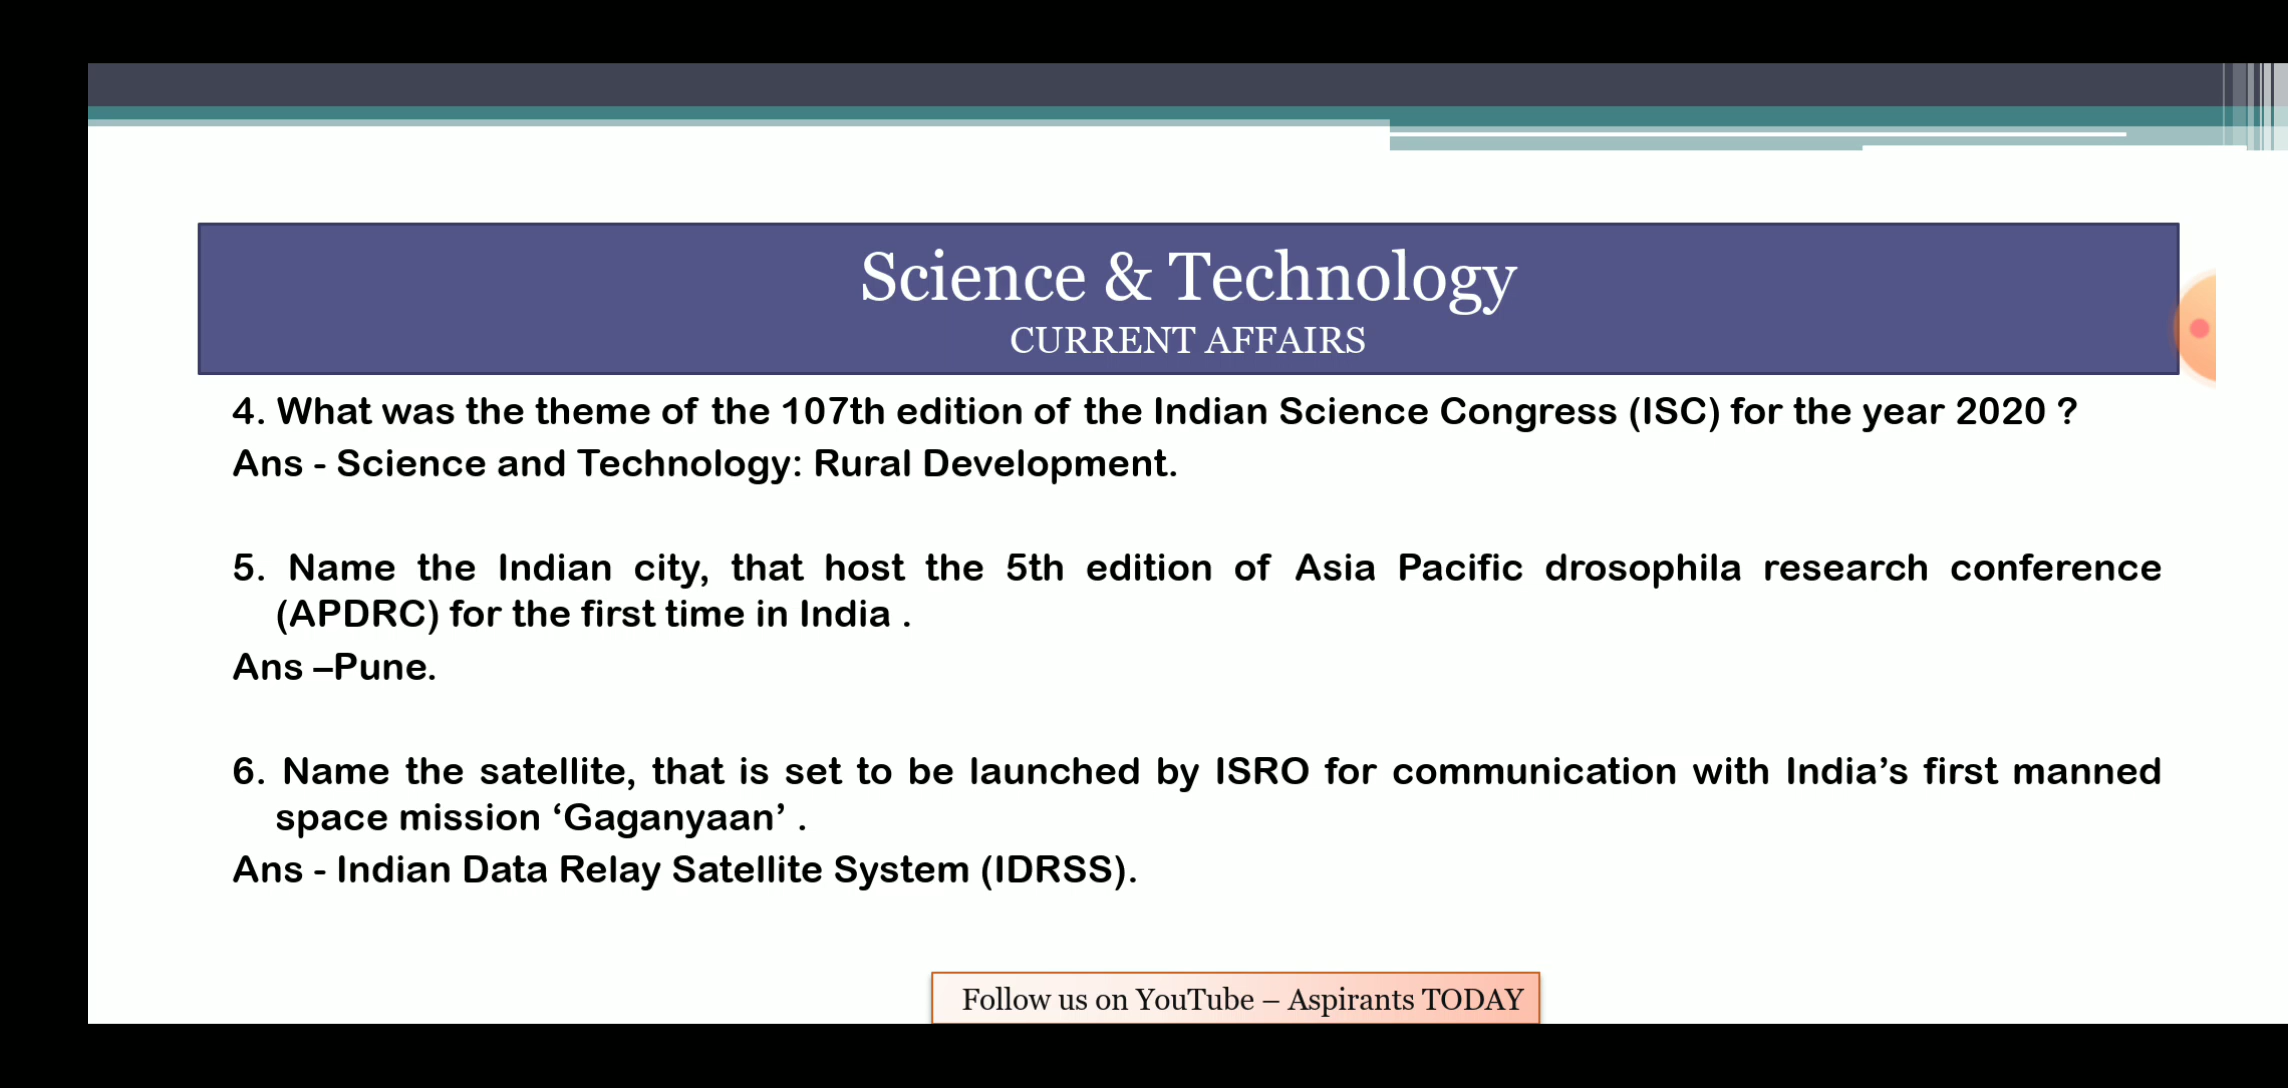 Science & Technology
CURRENT AFFAIRS
4. What was the theme of the 107th edition of the Indian Science Congress (ISC) for the year 2020 ?
Ans - Science and Technology: Rural Development.
5. Name the Indian city, that host the 5th edition of Asia Pacific drosophila research conference
(APDRC) for the first time in India .
Ans –Pune.
6. Name the satellite, that is set to be launched by ISRO for communication with India’s first manned
space mission ‘Gaganyaan’ .
Ans - Indian Data Relay Satellite System (IDRSS).
Follow us on YouTube – Aspirants TODAY